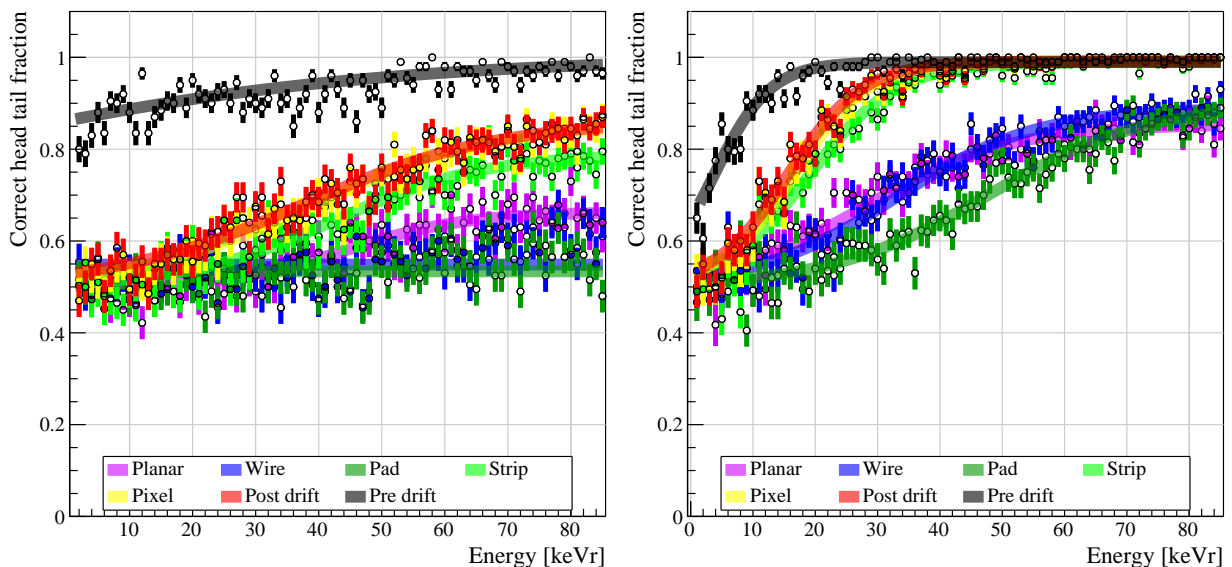 Correct head tail fraction
1
0.8
0.6
0.4
0.2
0
Planar Wire Pad Strip
Pixel Post drift Pre drift
10 20 30 40 50 60 70 80
Energy [keVr]
Correct head tail fraction
1
0.8
0.6
0.4
0.2
0
Planar Wire Pad Strip
Pixel Post drift Pre drift
0 10 20 30 40 50 60 70 80
Energy [keVr]